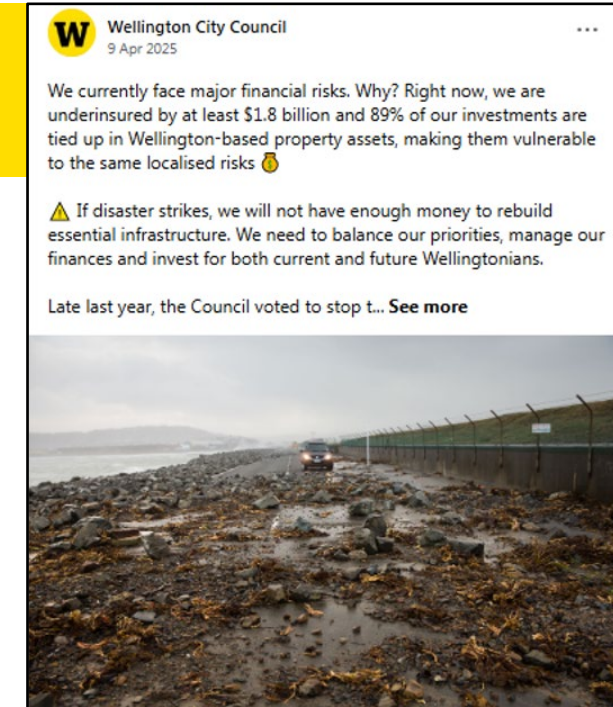 W
Wellington City Council
9 Apr 2025
...
We currently face major financial risks. Why? Right now, we are
underinsured by at least $1.8 billion and 89% of our investments are
tied up in Wellington-based property assets, making them vulnerable
to the same localised risks 💰
⚠️ If disaster strikes, we will not have enough money to rebuild
essential infrastructure. We need to balance our priorities, manage our
finances and invest for both current and future Wellingtonians.
Late last year, the Council voted to stop t... See more